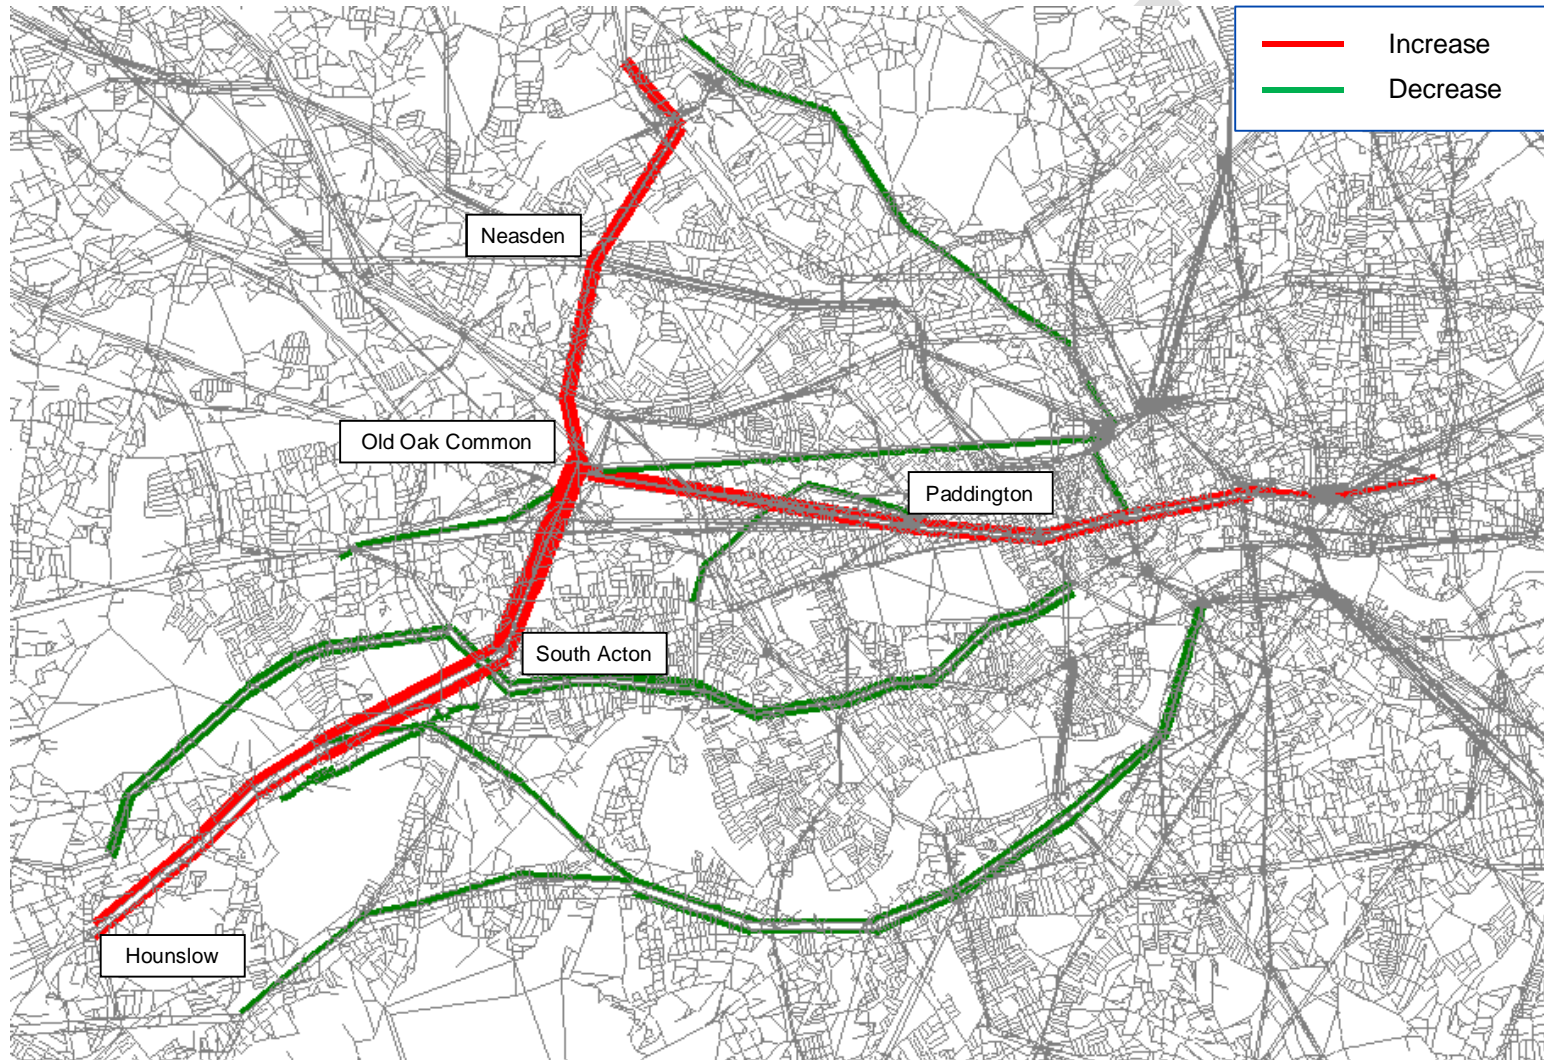 Increase
Decrease
Neasden
Old Oak Common
Paddington
South Acton
Hounslow